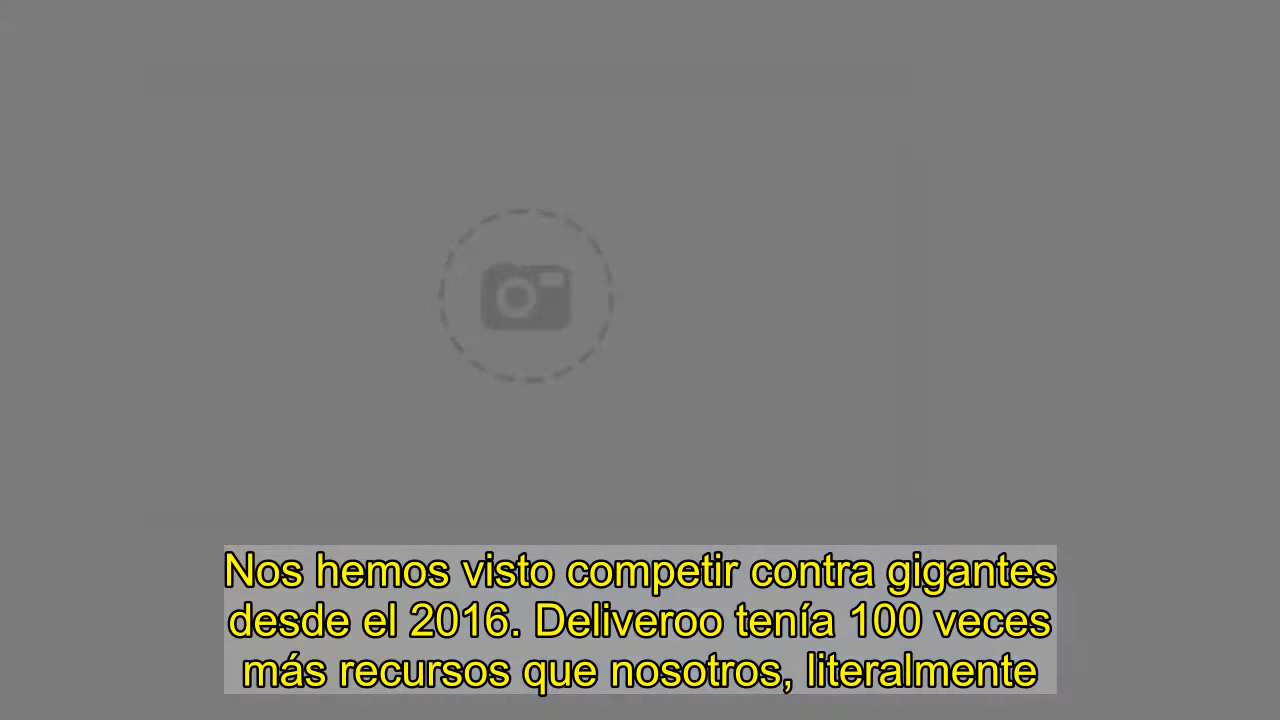 Nos hemos visto competir contra gigantes
desde el 2016. Deliveroo tenía 100 veces
más recursos que nosotros, literalmente